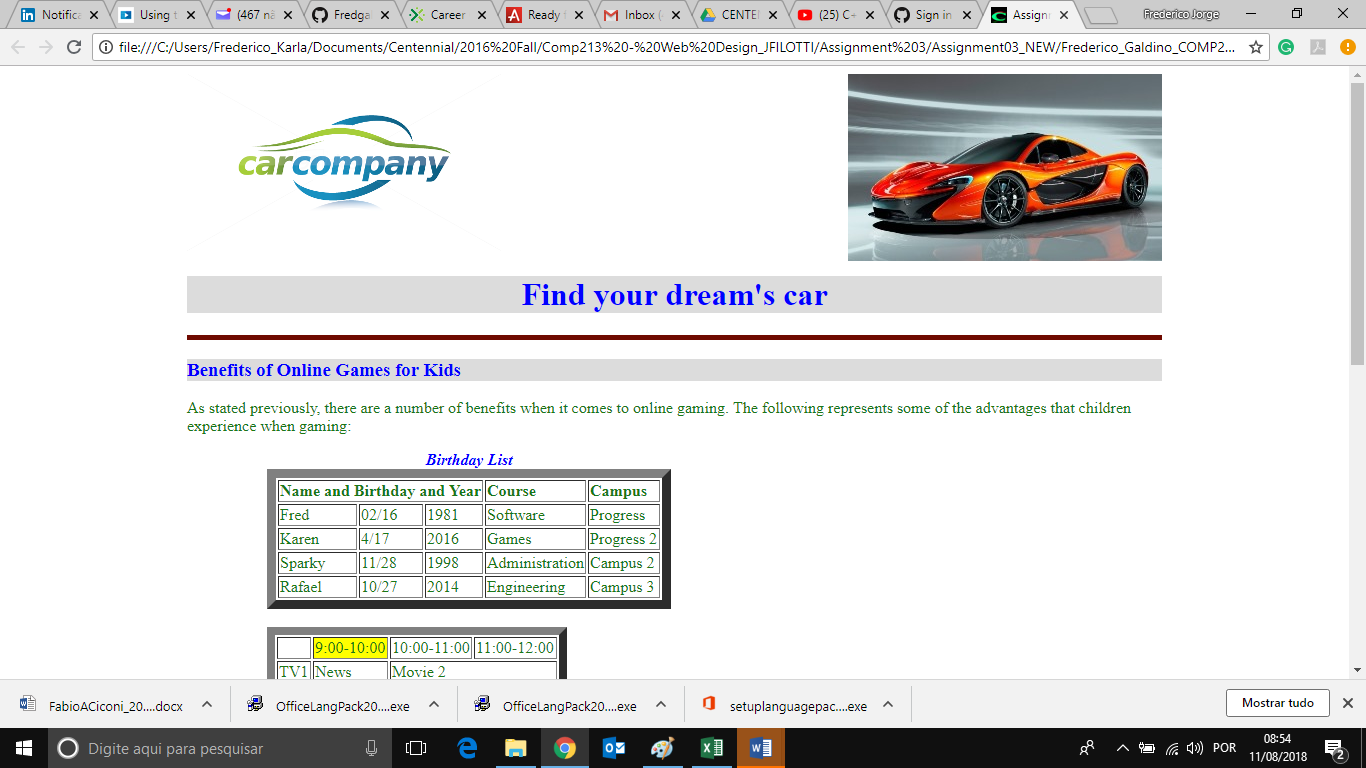 Notifica
Using t
(467 nã
Fredga
Career
Ready
Inbox (
CENTE
(25) C+
Sign in
Assign
Frederico Jorge
file:///C:/Users/Frederico_Karla/Documents/Centennial/2016%20Fall/Comp213%20-%20Web%20Design_JFILOTTI/Assignment%203/Assignment03_NEW/Frederico_Galdino_COMP2...
carcompany
Find your dream's car
Benefits of Online Games for Kids
As stated previously, there are a number of benefits when it comes to online gaming. The following represents some of the advantages that children
experience when gaming:
Birthday List
Name and Birthday and Year Course Campus
Fred 02/16 1981 Software Progress
Karen 4/17 2016 Games Progress 2
Sparky 11/28 1998 Administration Campus 2
Rafael 10/27 2014 Engineering Campus 3
9:00-10:00 10:00-11:00 11:00-12:00
TV1 News Movie 2
FabioACiconi_20....docx
OfficeLangPack20....exe
OfficeLangPack20....exe
setuplanguagepac....exe
Mostrar tudo
Digite aqui para pesquisar
POR
08:54
11/08/2018
2